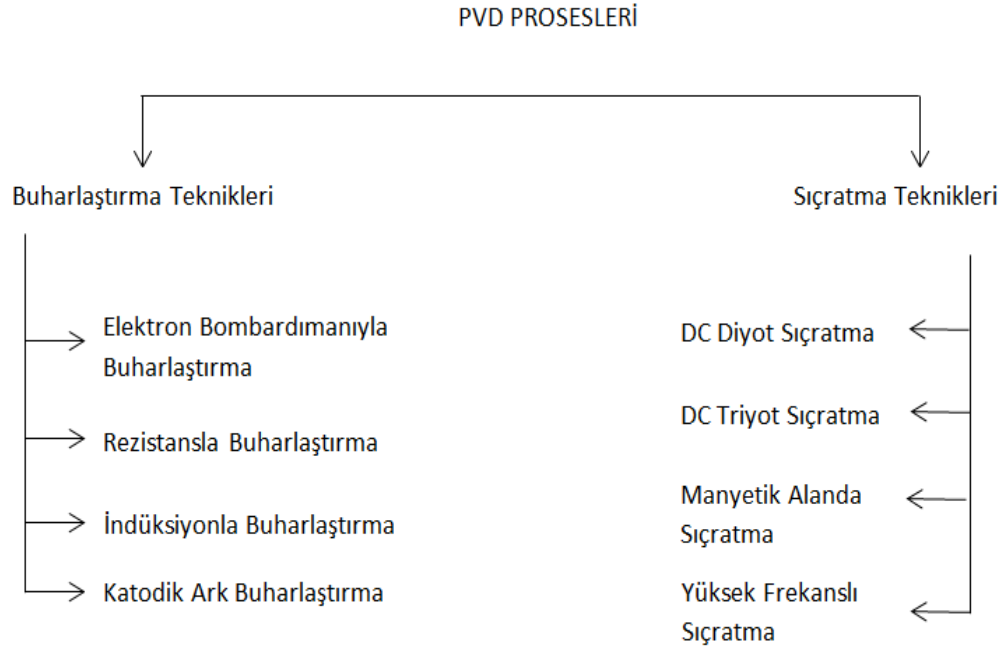 PVD PROSESLERİ
Buharlaştırma Teknikleri
Elektron Bombardımanıyla
Buharlaştırma
Rezistansla Buharlaştırma
İndüksiyonla Buharlaştırma
Katodik Ark Buharlaştırma
Sıçratma Teknikleri
DC Diyot Sıçratma
DC Triyot Sıçratma
Manyetik Alanda
Sıçratma
Yüksek Frekanslı
Sıçratma